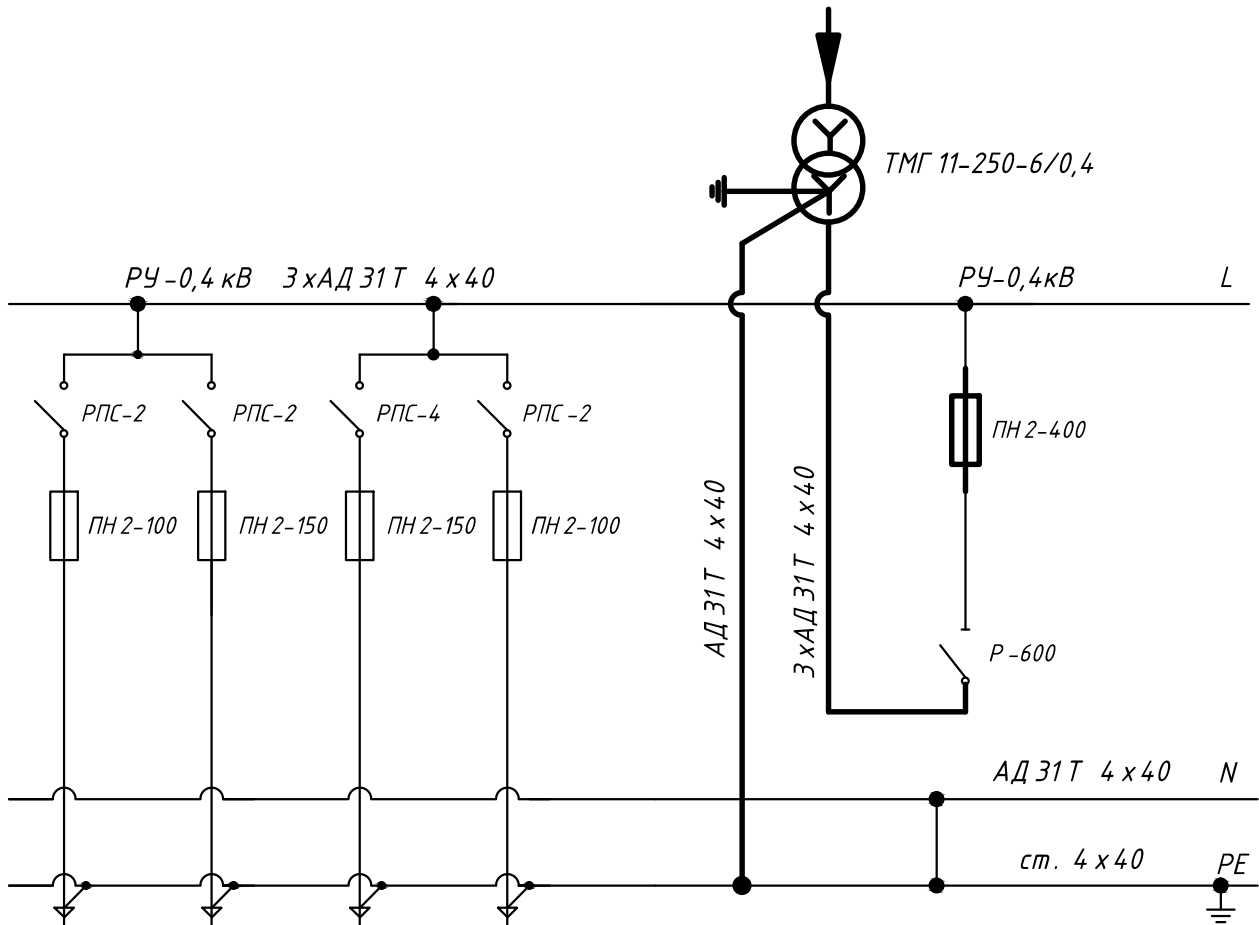 ТМГ 11-250-6/0,4
РУ-0,4 кВ 3хАД 31Т 4х40
РУ-0,4кВ
L
РПС-2
РПС-2
РПС-4
РПС-2
ПН 2-400
ПН 2-100
ПН 2-150
ПН 2-150
ПН 2-100
АД 31Т 4х40
3хАД 31Т 4х40
Р-600
АД 31Т 4х40 N
ст. 4х40 PE